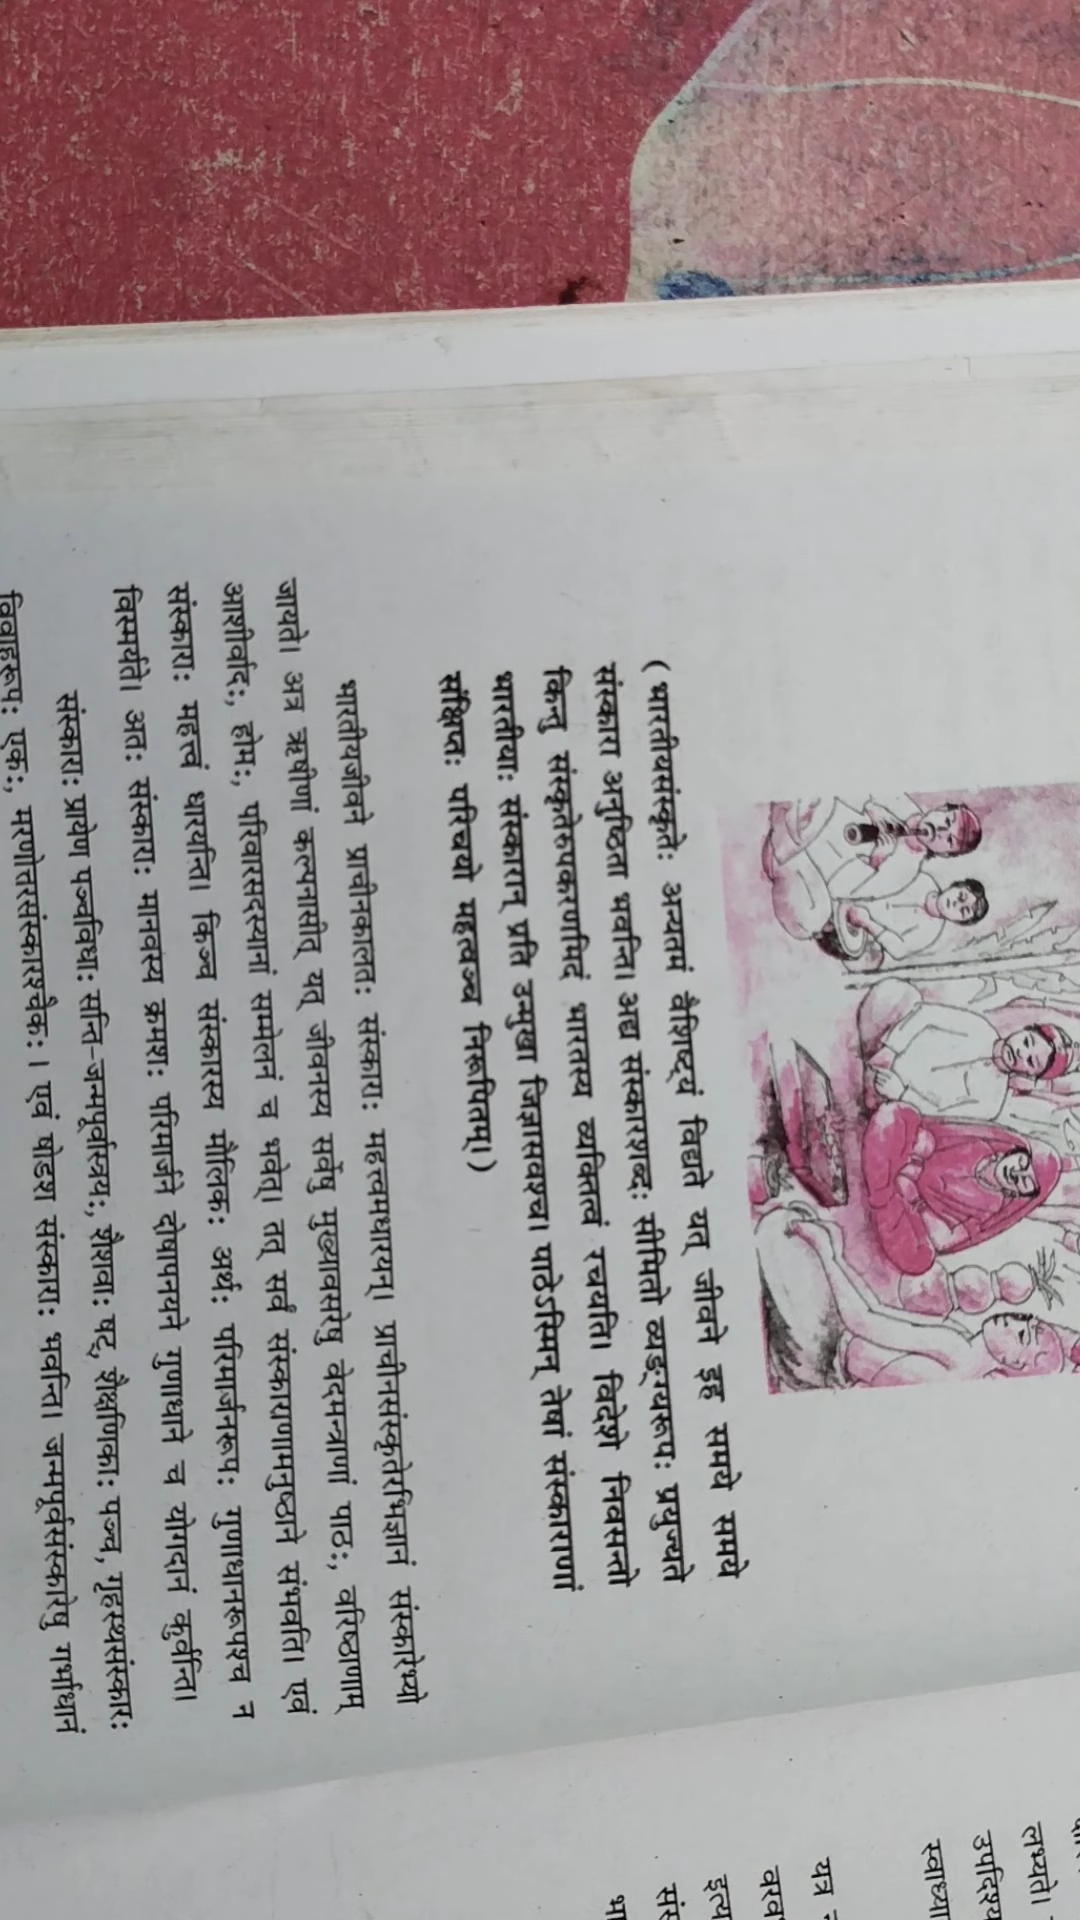 ( भारतीयसंस्कृतेः अन्यतमं वैशिष्ट्यं विद्यते यत् जीवने इह समये समये
संस्कारा अनुष्ठिता भवन्ति। अद्य संस्कारशब्दः सीमितो व्यङ्ग्यरूपः प्रयुज्यते
किन्तु संस्कृतेरुपकरणमिदं भारतस्य व्यक्तित्वं रचयति। विदेशे निवसन्तो
भारतीयाः संस्कारान् प्रति उन्मुखा जिज्ञासवश्च। पाठेऽस्मिन् तेषां संस्काराणां
संक्षिप्तः परिचयो महत्त्वञ्च निरूपितम्। )
भारतीयजीवने प्राचीनकालतः संस्काराः महत्त्वमधारयन्। प्राचीनसंस्कृतेरभिज्ञानं संस्कारेभ्यो
जायते। अत्र ऋषीणां कल्पनासीत् यत् जीवनस्य सर्वेषु मुख्यावसरेषु वेदमन्त्राणां पाठः, वरिष्ठाणाम्
आशीर्वादः, होमः, परिवारसदस्यानां सम्मेलनं च भवेत्। तत् सर्वं संस्काराणामनुष्ठाने संभवति। एवं
संस्काराः महत्त्वं धारयन्ति। किञ्च संस्कारस्य मौलिकः अर्थः परिमार्जनरूपः गुणाधानरूपश्च न
विस्मर्यते। अतः संस्काराः मानवस्य क्रमशः परिमार्जने दोषापनयने गुणाधाने च योगदानं कुर्वन्ति।
संस्काराः प्रायेण पञ्चविधाः सन्ति-जन्मपूर्वास्त्रयः, शैशवाः षट्, शैक्षणिकाः पञ्च, गृहस्थसंस्कारः
विवाहरूपः एकः, मरणोत्तरसंस्कारश्चैकः । एवं षोडश संस्काराः भवन्ति। जन्मपूर्वसंस्कारेषु गर्भाधानं
लभ्यते।
उपदिश्य
स्वाध्या
यत्र
इत्य
भा